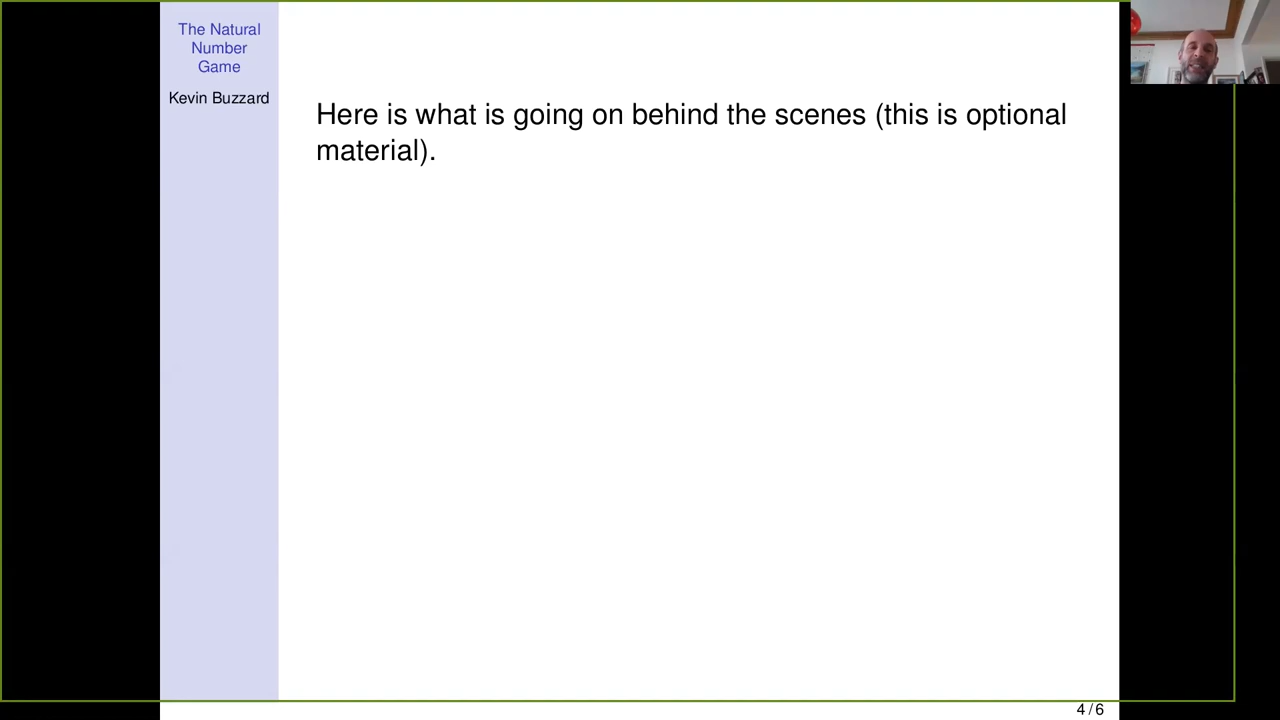 The Natural
Number
Game
Kevin Buzzard
Here is what is going on behind the scenes (this is optional
material).
4 / 6